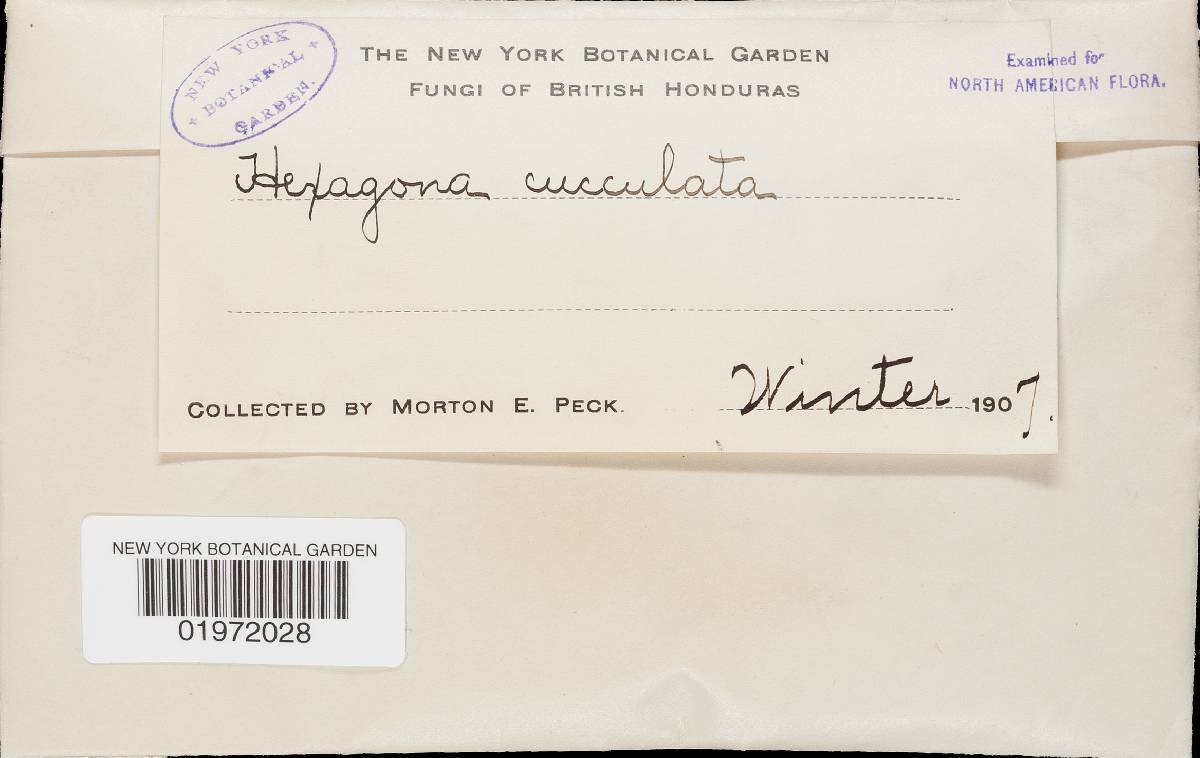 NEW YORK
BOTANICAL
GARDEN.
THE NEW YORK BOTANICAL GARDEN
FUNGI OF BRITISH HONDURAS
Examined for
NORTH AMERICAN FLORA.
Hexagona cucculata
COLLECTED BY MORTON E. PECK.
Winter 1907.
NEW YORK BOTANICAL GARDEN
01972028